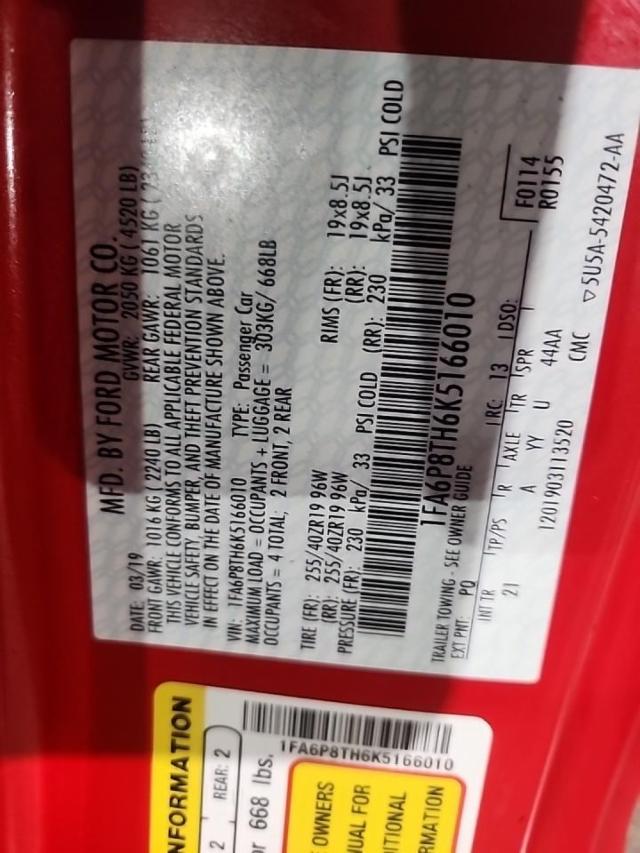 MFD. BY FORD MOTOR CO.
DATE: 03/19 GVWR: 2050 KG ( 4520 LB)
FRONT GAWR: 1016 KG ( 2240 LB) REAR GAWR: 1061 KG (
THIS VEHICLE CONFORMS TO ALL APPLICABLE FEDERAL MOTOR
VEHICLE SAFETY, BUMPER, AND THEFT PREVENTION STANDARDS
IN EFFECT ON THE DATE OF MANUFACTURE SHOWN ABOVE.
VIN: 1FA6P8TH6K5166010 TYPE: Passenger Car
MAXIMUM LOAD = OCCUPANTS + LUGGAGE = 303KG/ 668LB
OCCUPANTS = 4 TOTAL; 2 FRONT, 2 REAR
TIRE (FR): 255/40ZR19 96W RIMS (FR): 19x8.5J
(RR): 255/40ZR19 96W (RR): 19x8.5J
PRESSURE (FR): 230 kPa/ 33 PSI COLD (RR): 230 kPa/ 33 PSI COLD
1FA6P8TH6K5166010
TRAILER TOWING - SEE OWNER GUIDE
EXT PNT: PQ RC: 13 DSO: F0114
R0155
INT TR TP/PS R AXLE TR SPR
21 A YY U 44AA
1201903113520 CMC ▽5U5A-5420472-AA
NFORMATION
2 REAR: 2
or 668 lbs.
1FA6P8TH6K5166010
OWNERS
NUAL FOR
DITIONAL
RMATION